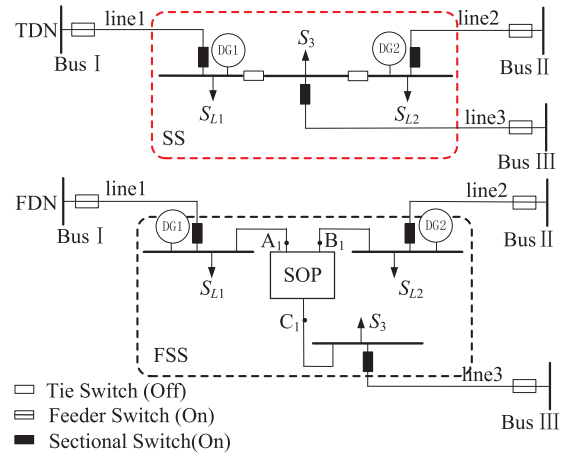 TDN
line1
line2
DG1
S3
DG2
Bus Ⅰ
Bus Ⅱ
SL1
SL2
SS
line3
Bus Ⅲ
FDN
line1
line2
DG1
DG2
Bus Ⅰ
A1
B1
Bus Ⅱ
SOP
SL1
SL2
C1
S3
FSS
line3
Tie Switch (Off)
Feeder Switch (On)
Bus Ⅲ
Sectional Switch(On)